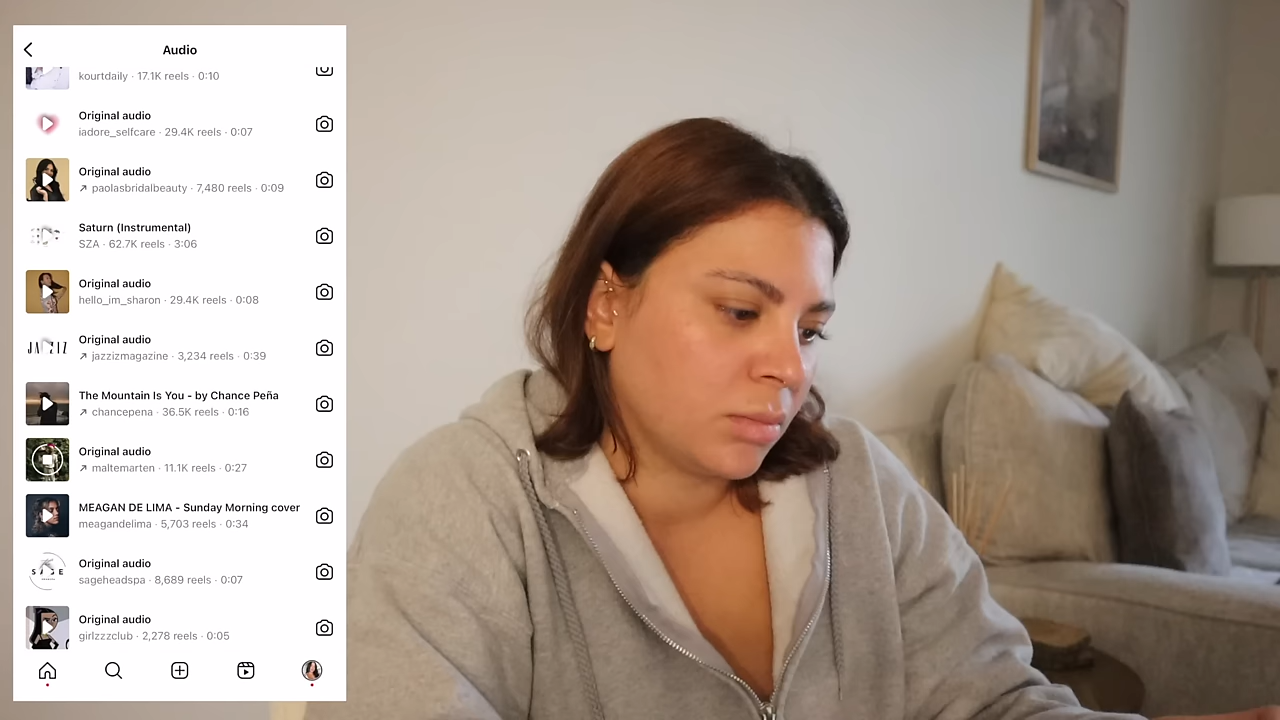 Audio
kourtdaily · 17.1K reels · 0:10
Original audio
iadore_selfcare · 29.4K reels · 0:07
Original audio
↗ paolasbridalbeauty · 7,480 reels · 0:09
Saturn (Instrumental)
SZA · 62.7K reels · 3:06
Original audio
hello_im_sharon · 29.4K reels · 0:08
Original audio
↗ jazzizmagazine · 3,234 reels · 0:39
The Mountain Is You - by Chance Peña
↗ chancepena · 36.5K reels · 0:16
Original audio
↗ maltemarten · 11.1K reels · 0:27
MEAGAN DE LIMA - Sunday Morning cover
meagandelima · 5,703 reels · 0:34
Original audio
sageheadspa · 8,689 reels · 0:07
Original audio
girlzzzclub · 2,278 reels · 0:05